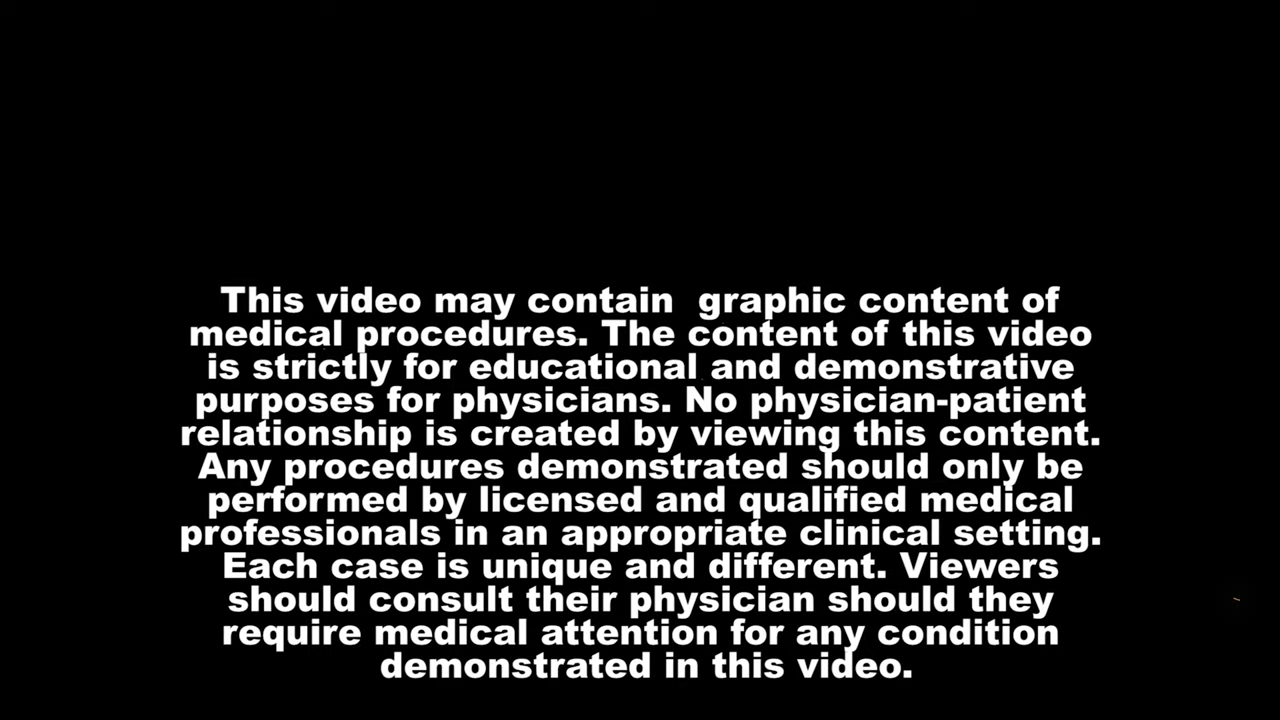 This video may contain  graphic content of
medical procedures. The content of this video
is strictly for educational and demonstrative
purposes for physicians. No physician-patient
relationship is created by viewing this content.
Any procedures demonstrated should only be
performed by licensed and qualified medical
professionals in an appropriate clinical setting.
Each case is unique and different. Viewers
should consult their physician should they
require medical attention for any condition
demonstrated in this video.